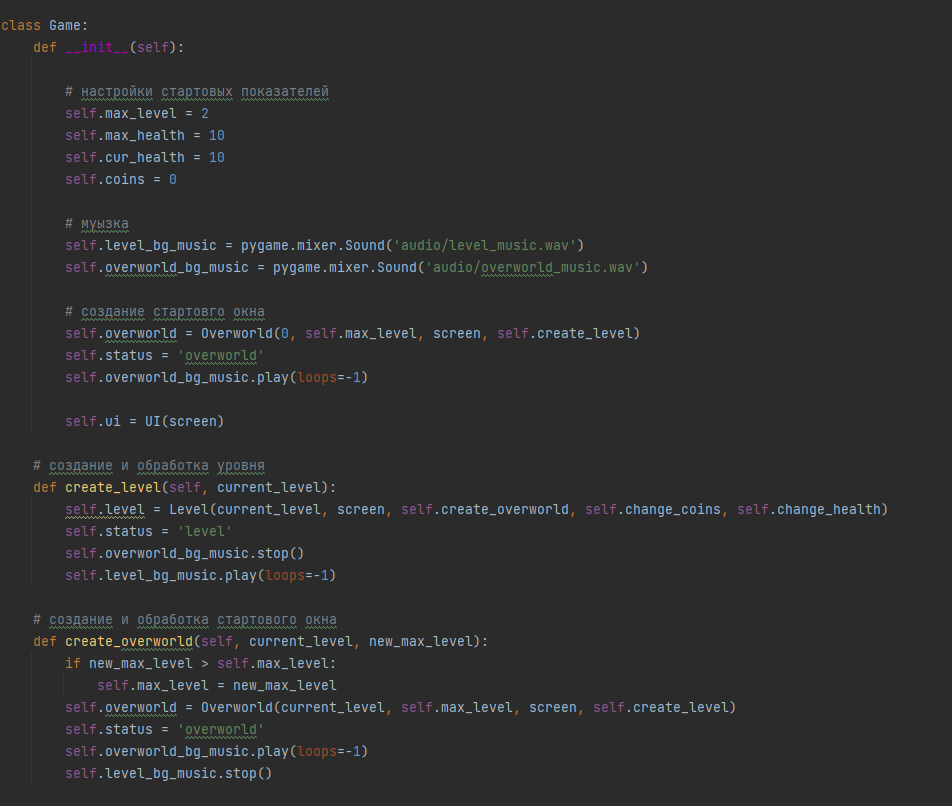 class Game:
    def __init__(self):
        # настройки стартовых показателей
        self.max_level = 2
        self.max_health = 10
        self.cur_health = 10
        self.coins = 0
        # муызка
        self.level_bg_music = pygame.mixer.Sound('audio/level_music.wav')
        self.overworld_bg_music = pygame.mixer.Sound('audio/overworld_music.wav')
        # создание стартовго окна
        self.overworld = Overworld(0, self.max_level, screen, self.create_level)
        self.status = 'overworld'
        self.overworld_bg_music.play(loops=-1)
        self.ui = UI(screen)
    # создание и обработка уровня
    def create_level(self, current_level):
        self.level = Level(current_level, screen, self.create_overworld, self.change_coins, self.change_health)
        self.status = 'level'
        self.overworld_bg_music.stop()
        self.level_bg_music.play(loops=-1)
    # создание и обработка стартового окна
    def create_overworld(self, current_level, new_max_level):
        if new_max_level > self.max_level:
            self.max_level = new_max_level
        self.overworld = Overworld(current_level, self.max_level, screen, self.create_level)
        self.status = 'overworld'
        self.overworld_bg_music.play(loops=-1)
        self.level_bg_music.stop()